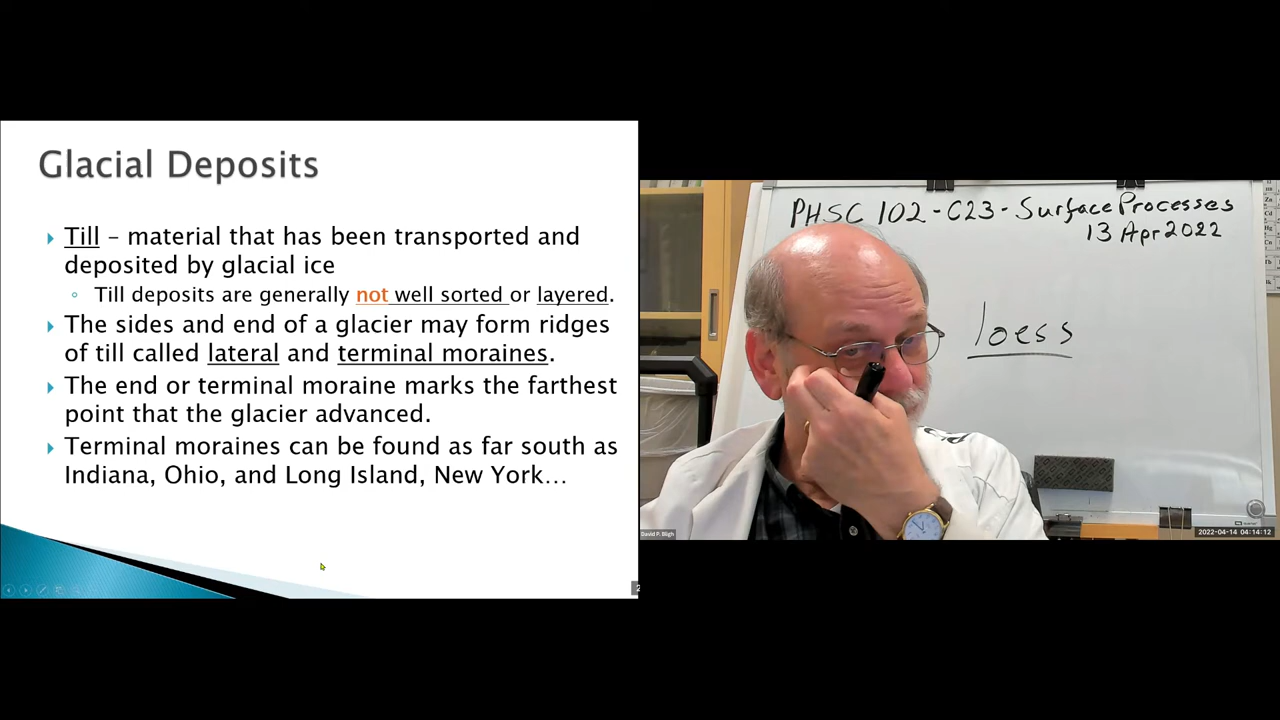 Glacial Deposits
Till – material that has been transported and
deposited by glacial ice
Till deposits are generally not well sorted or layered.
The sides and end of a glacier may form ridges
of till called lateral and terminal moraines.
The end or terminal moraine marks the farthest
point that the glacier advanced.
Terminal moraines can be found as far south as
Indiana, Ohio, and Long Island, New York…
2
PHSC 102 - C23 - Surface Processes
13 Apr 2022
loess
David F. Bligh
2022-04-14 04:14:12
Zn
Cd
Hg